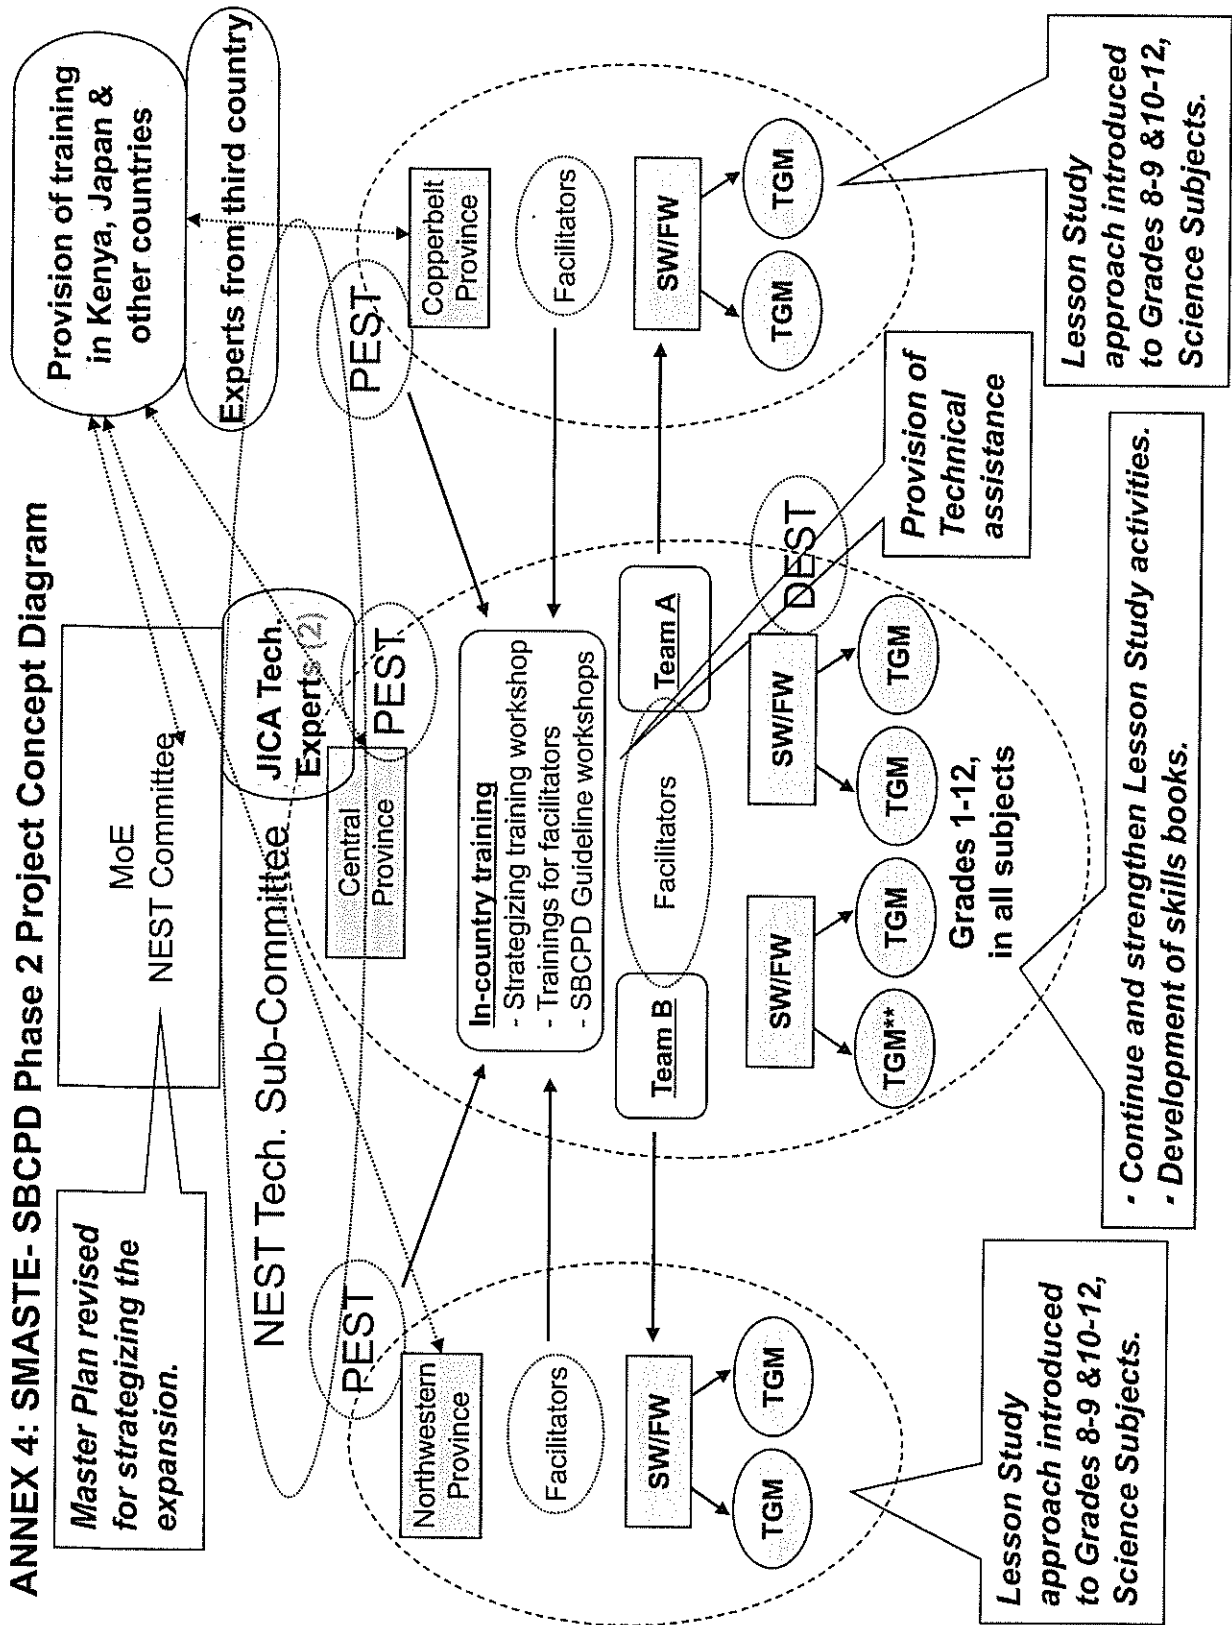 ANNEX 4: SMASTE- SBCPD Phase 2 Project Concept Diagram
Master Plan revised
for strategizing the
expansion.
MoE
NEST Committee
Provision of training
in Kenya, Japan &
other countries
Experts from third country
NEST Tech. Sub-Committee
JICA Tech.
Experts (2)
PEST
Northwestern
Province
Facilitators
SW/FW
TGM
TGM
Central
Province
PEST
In-country training
- Strategizing training workshop
- Trainings for facilitators
- SBCPD Guideline workshops
Team B
Facilitators
Team A
DEST
SW/FW
SW/FW
TGM**
TGM
TGM
TGM
Grades 1-12,
in all subjects
PEST
Copperbelt
Province
Facilitators
SW/FW
TGM
TGM
Provision of
Technical
assistance
Lesson Study
approach introduced
to Grades 8-9 &10-12,
Science Subjects.
· Continue and strengthen Lesson Study activities.
· Development of skills books.
Lesson Study
approach introduced
to Grades 8-9 &10-12,
Science Subjects.